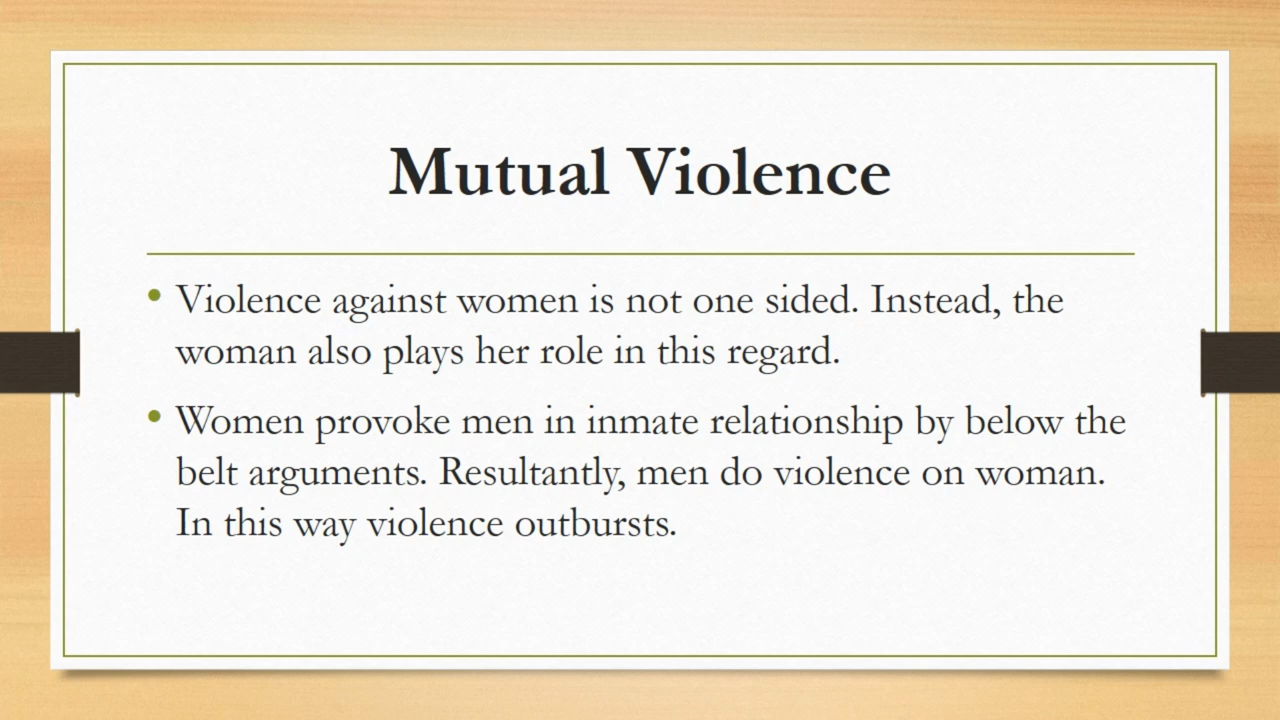 Mutual Violence
• Violence against women is not one sided. Instead, the
woman also plays her role in this regard.
• Women provoke men in inmate relationship by below the
belt arguments. Resultantly, men do violence on woman.
In this way violence outbursts.